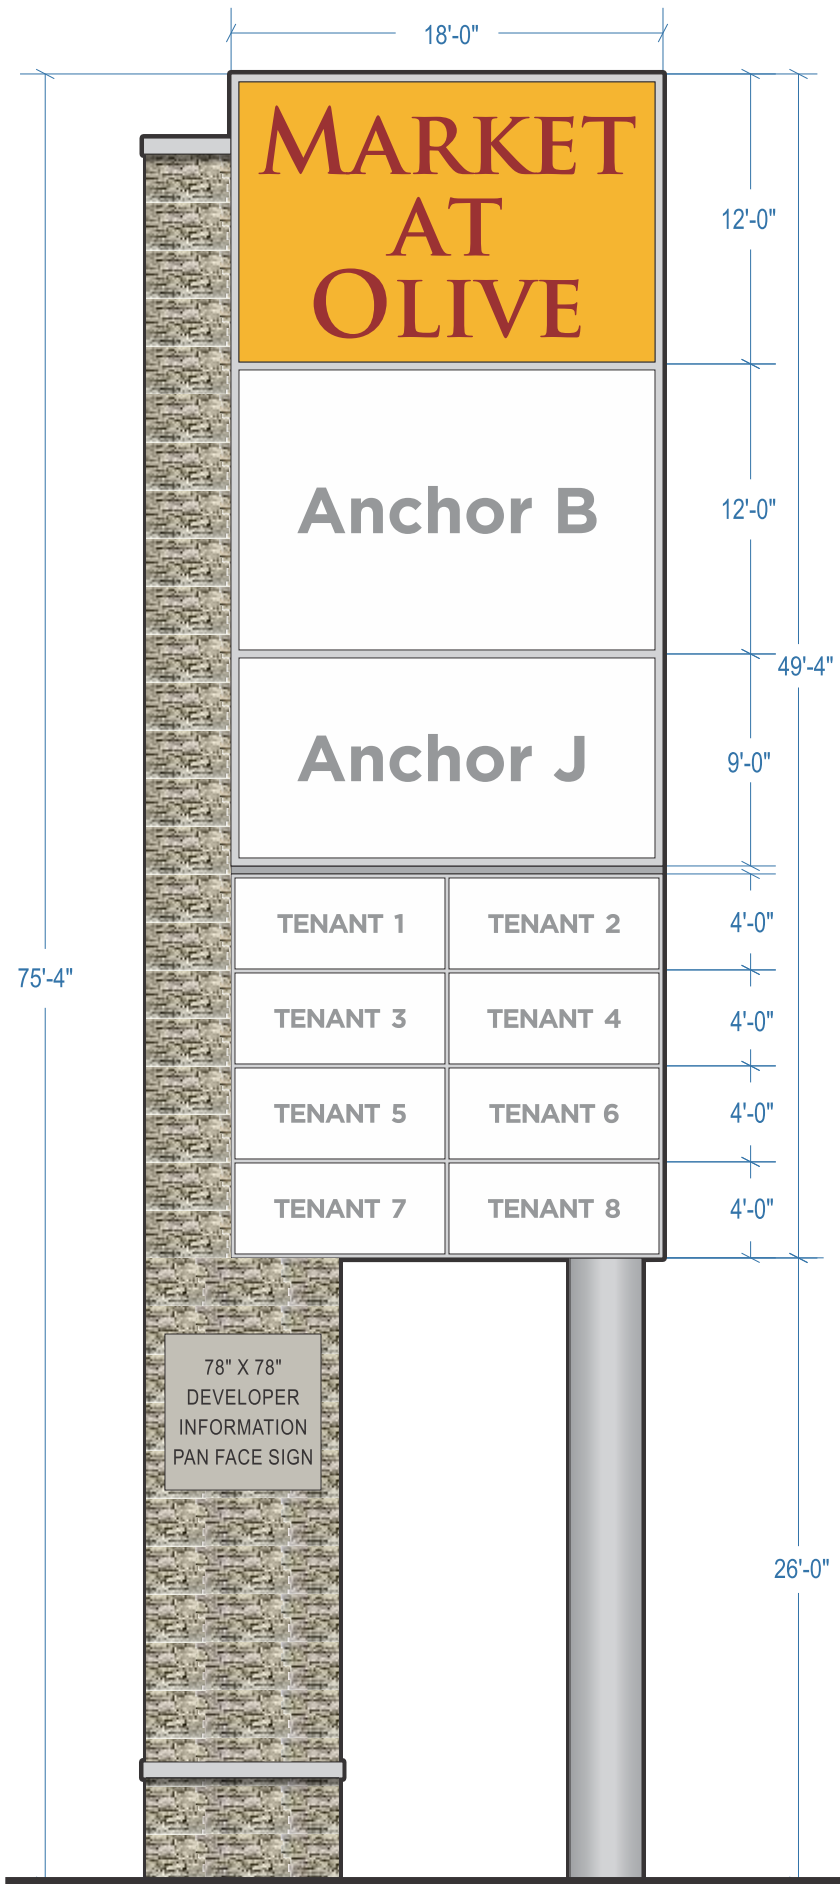 18'-0"
MARKET
AT
OLIVE
12'-0"
Anchor B
12'-0"
49'-4"
Anchor J
9'-0"
TENANT 1 TENANT 2 4'-0"
75'-4"
TENANT 3 TENANT 4 4'-0"
TENANT 5 TENANT 6 4'-0"
TENANT 7 TENANT 8 4'-0"
78" X 78"
DEVELOPER
INFORMATION
PAN FACE SIGN
26'-0"